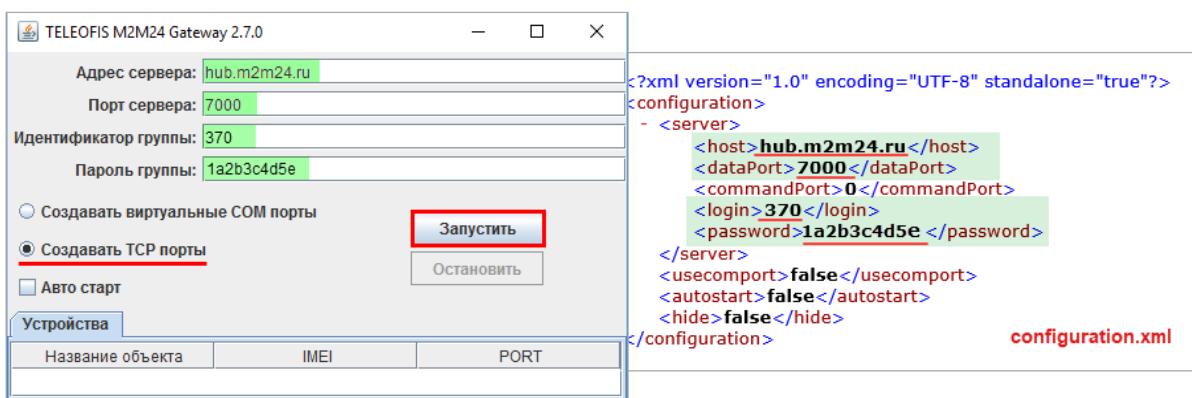 TELEOFIS M2M24 Gateway 2.7.0
Адрес сервера: hub.m2m24.ru
Порт сервера: 7000
Идентификатор группы: 370
Пароль группы: 1a2b3c4d5e
Создавать виртуальные COM порты
Создавать TCP порты
Авто старт
Запустить
Остановить
Устройства
Название объекта IMEI PORT
<?xml version="1.0" encoding="UTF-8" standalone="true"?>
<configuration>
- <server>
<host>hub.m2m24.ru</host>
<dataPort>7000</dataPort>
<commandPort>0</commandPort>
<login>370</login>
<password>1a2b3c4d5e </password>
</server>
<usecomport>false</usecomport>
<autostart>false</autostart>
<hide>false</hide>
</configuration>
configuration.xml